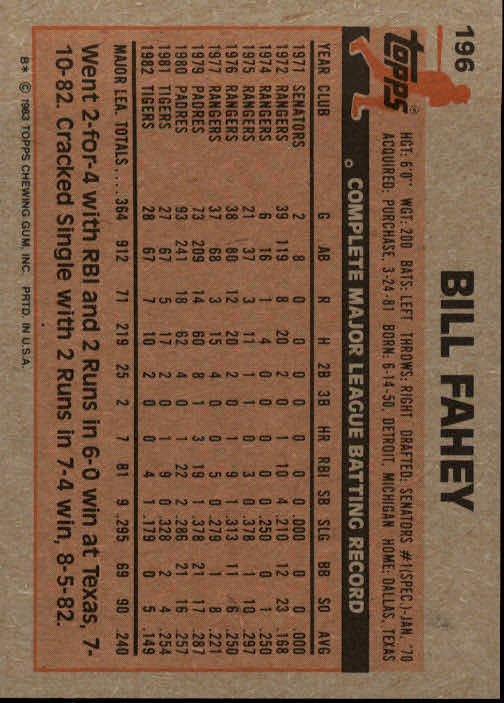 196
topps®
BILL FAHEY
HGT: 6'0" WGT: 200 BATS: LEFT THROWS: RIGHT DRAFTED: SENATORS #1(SPEC.)-JAN. '70
ACQUIRED: PURCHASE, 3-24-81 BORN: 6-14-50, DETROIT, MICHIGAN HOME: DALLAS, TEXAS
COMPLETE MAJOR LEAGUE BATTING RECORD
YEAR CLUB G AB R H 2B 3B HR RBI SB SLG BB SO AVG
1971 SENATORS 2 8 0 0 0 0 0 0 0 .000 0 0 .000
1972 RANGERS 39 119 8 20 2 0 1 10 4 .210 12 23 .168
1974 RANGERS 6 16 1 4 0 0 0 0 0 .250 0 1 .250
1975 RANGERS 21 37 3 11 1 1 0 3 0 .378 1 10 .297
1976 RANGERS 38 80 12 20 2 0 1 9 1 .313 11 6 .250
1977 RANGERS 37 68 3 15 4 0 0 5 0 .279 1 8 .221
1979 PADRES 73 209 14 60 8 1 3 19 1 .378 21 17 .287
1980 PADRES 93 241 18 62 4 0 1 22 2 .286 21 16 .257
1981 TIGERS 27 67 5 17 2 0 1 9 0 .328 2 4 .254
1982 TIGERS 28 67 7 10 2 0 0 4 1 .179 0 5 .149
MAJOR LEA. TOTALS.... 364 912 71 219 25 2 7 81 9 .295 69 90 .240
Went 2-for-4 with RBI and 2 Runs in 6-0 win at Texas, 7-
10-82. Cracked Single with 2 Runs in 7-4 win, 8-5-82.
B* © 1983 TOPPS CHEWING GUM, INC. PRTD. IN U.S.A.